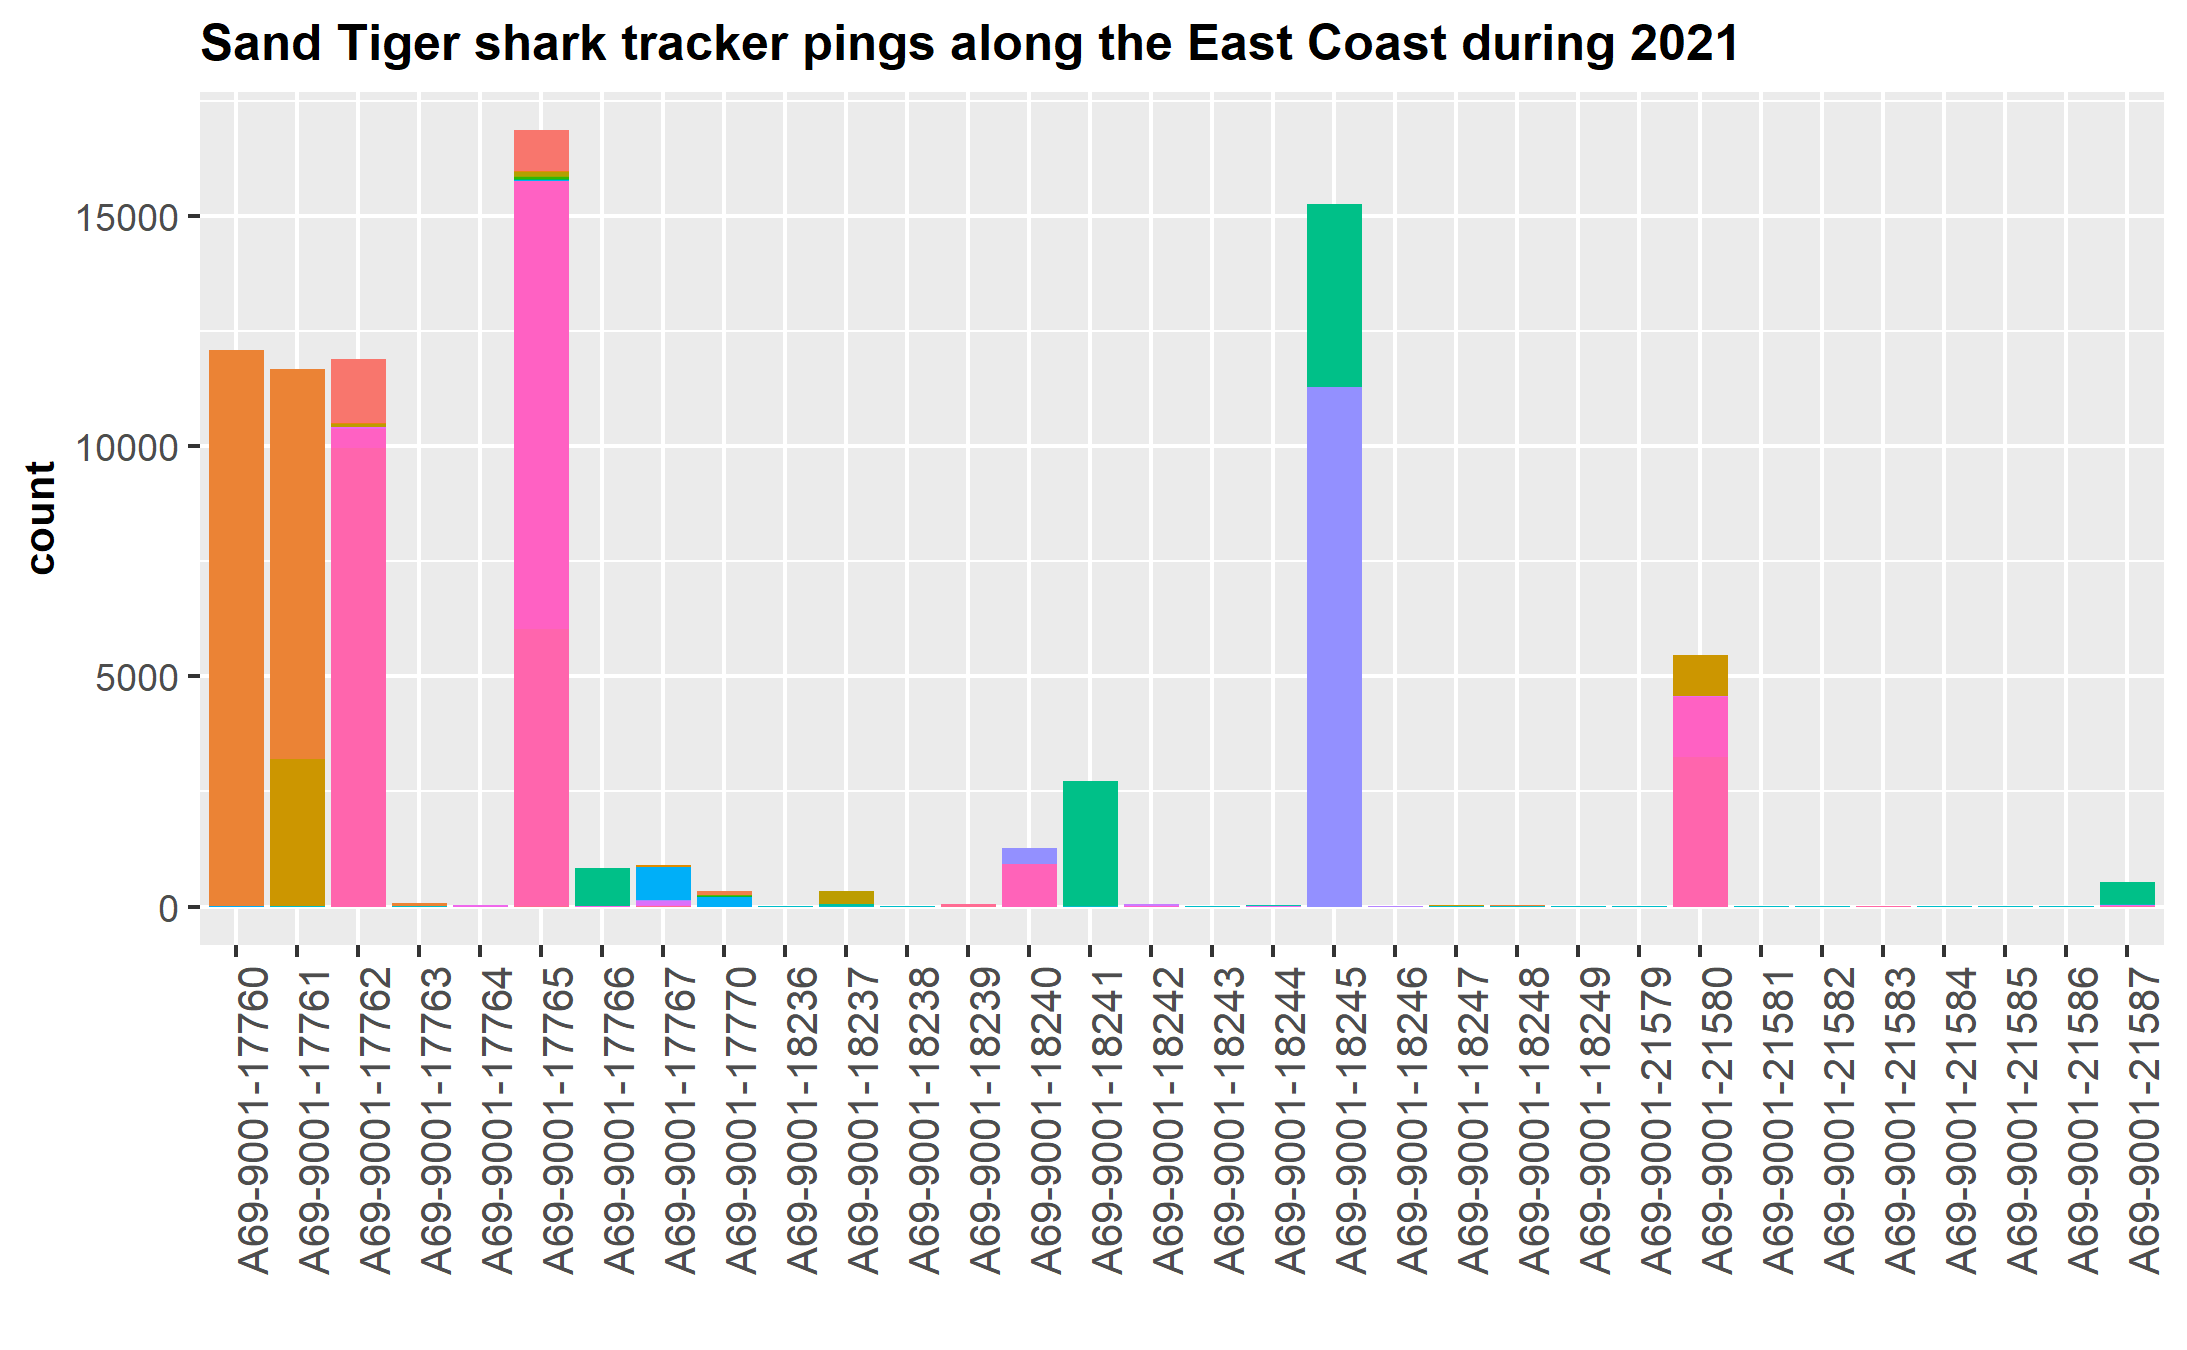 Sand Tiger shark tracker pings along the East Coast during 2021
count
15000
10000
5000
0
A69-9001-17760
A69-9001-17761
A69-9001-17762
A69-9001-17763
A69-9001-17764
A69-9001-17765
A69-9001-17766
A69-9001-17767
A69-9001-17770
A69-9001-18236
A69-9001-18237
A69-9001-18238
A69-9001-18239
A69-9001-18240
A69-9001-18241
A69-9001-18242
A69-9001-18243
A69-9001-18244
A69-9001-18245
A69-9001-18246
A69-9001-18247
A69-9001-18248
A69-9001-18249
A69-9001-21579
A69-9001-21580
A69-9001-21581
A69-9001-21582
A69-9001-21583
A69-9001-21584
A69-9001-21585
A69-9001-21586
A69-9001-21587